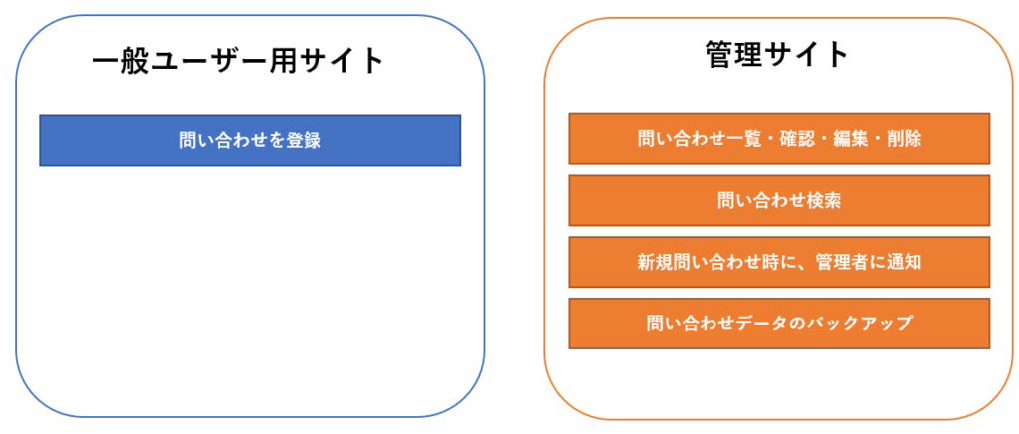 一般ユーザー用サイト
問い合わせを登録
管理サイト
問い合わせ一覧・確認・編集・削除
問い合わせ検索
新規問い合わせ時に、管理者に通知
問い合わせデータのバックアップ